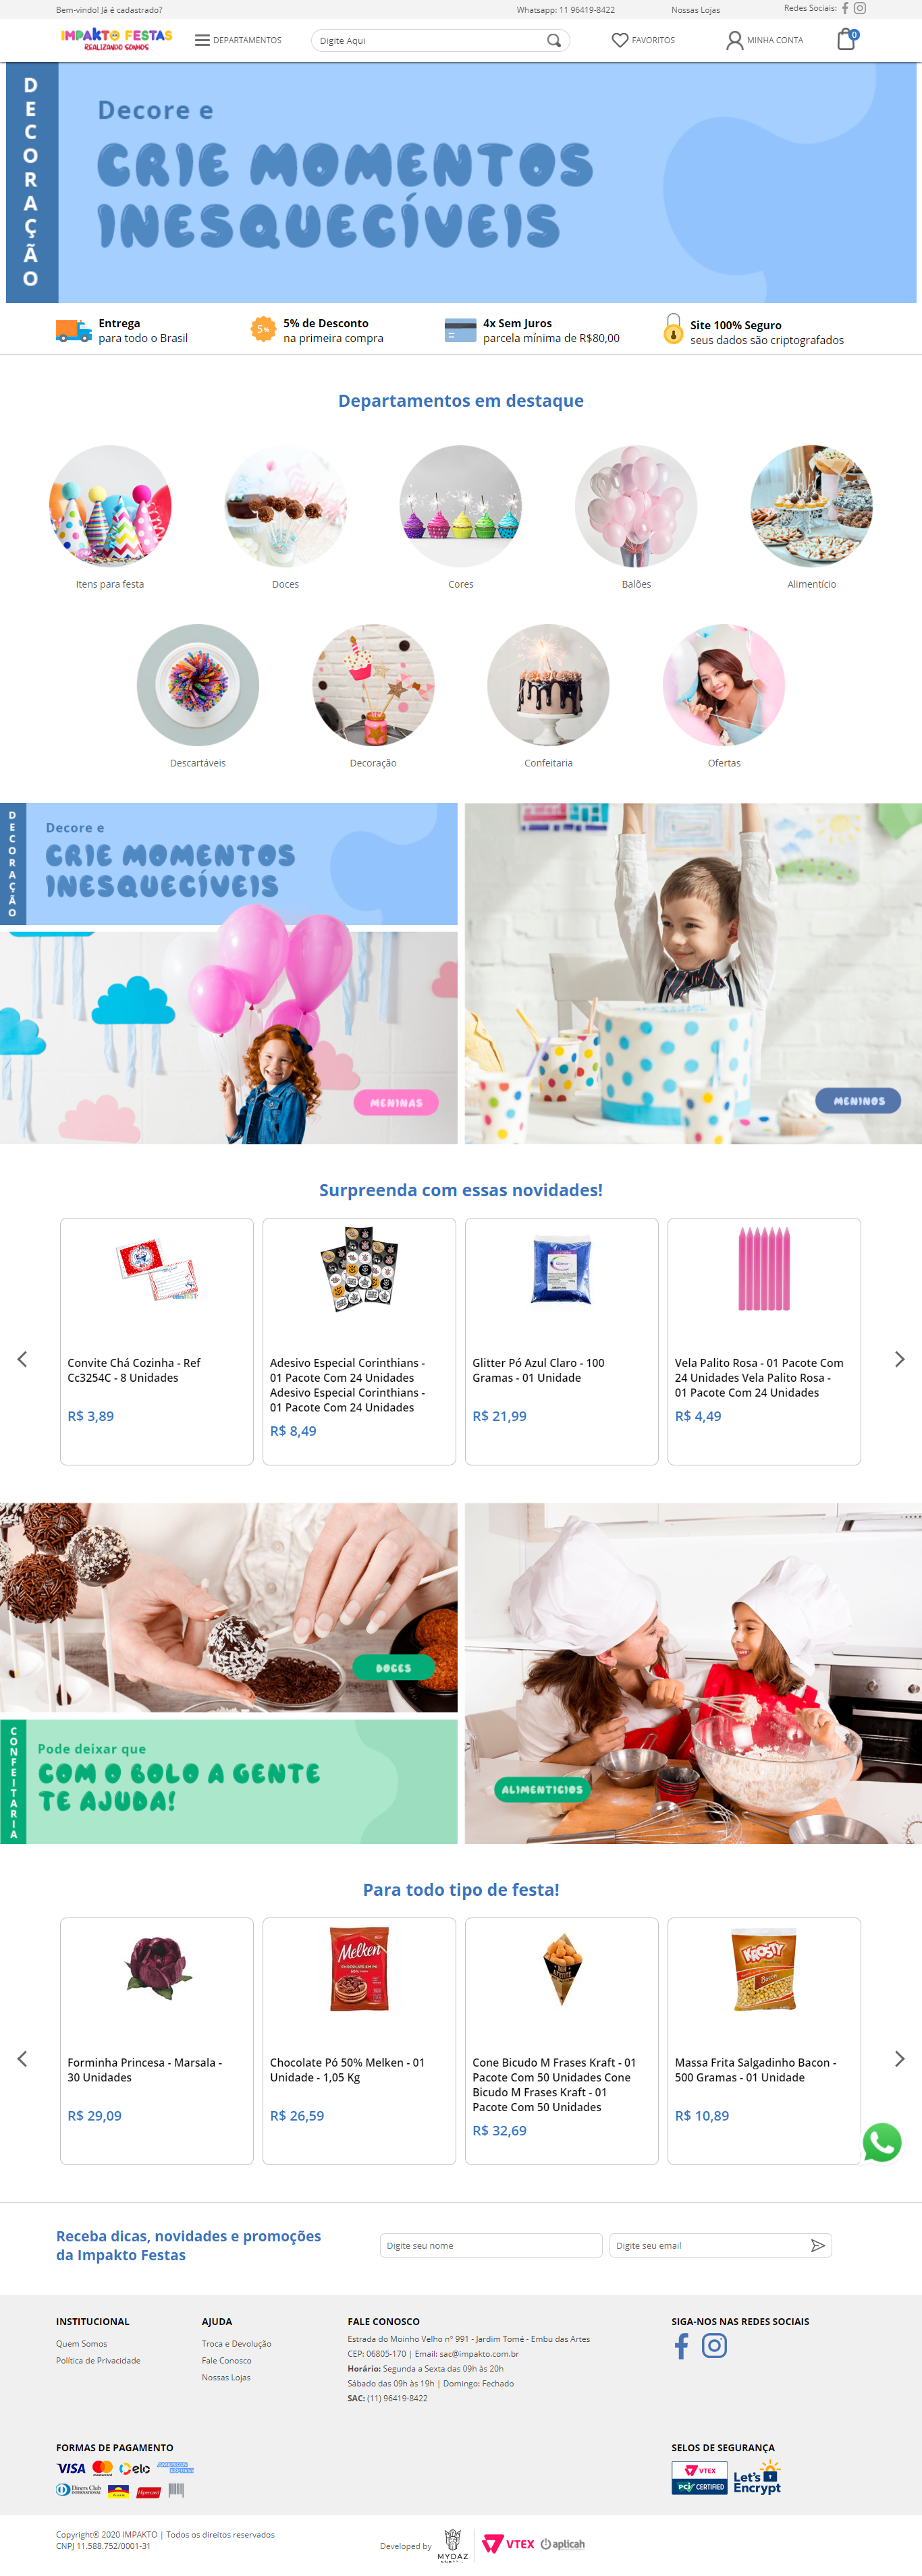 Bem-vindo! Já é cadastrado?
Whatsapp: 11 96419-8422
Nossas Lojas
Redes Sociais:
IMPAKTO FESTAS
REALIZANDO SONHOS
DEPARTAMENTOS
Digite Aqui
FAVORITOS
MINHA CONTA
0
DECORAÇÃO
Decore e
CRIE MOMENTOS
INESQUECÍVEIS
Entrega
para todo o Brasil
5%
5% de Desconto
na primeira compra
4x Sem Juros
parcela mínima de R$80,00
Site 100% Seguro
seus dados são criptografados
Departamentos em destaque
Itens para festa
Doces
Cores
Balões
Alimentício
Descartáveis
Decoração
Confeitaria
Ofertas
DECORAÇÃO
Decore e
CRIE MOMENTOS
INESQUECÍVEIS
MENINAS
MENINOS
Surpreenda com essas novidades!
Convite Chá Cozinha - Ref
Cc3254C - 8 Unidades
R$ 3,89
Adesivo Especial Corinthians -
01 Pacote Com 24 Unidades
Adesivo Especial Corinthians -
01 Pacote Com 24 Unidades
R$ 8,49
Glitter Pó Azul Claro - 100
Gramas - 01 Unidade
R$ 21,99
Vela Palito Rosa - 01 Pacote Com
24 Unidades Vela Palito Rosa -
01 Pacote Com 24 Unidades
R$ 4,49
DOCES
CONFEITARIA
Pode deixar que
COM O BOLO A GENTE
TE AJUDA!
ALIMENTICIOS
Para todo tipo de festa!
Forminha Princesa - Marsala -
30 Unidades
R$ 29,09
Melken
Chocolate Pó 50% Melken - 01
Unidade - 1,05 Kg
R$ 26,59
Cone Bicudo M Frases Kraft - 01
Pacote Com 50 Unidades Cone
Bicudo M Frases Kraft - 01
Pacote Com 50 Unidades
R$ 32,69
KROSTY
Bacon
Massa Frita Salgadinho Bacon -
500 Gramas - 01 Unidade
R$ 10,89
Receba dicas, novidades e promoções
da Impakto Festas
Digite seu nome
Digite seu email
INSTITUCIONAL
Quem Somos
Política de Privacidade
AJUDA
Troca e Devolução
Fale Conosco
Nossas Lojas
FALE CONOSCO
Estrada do Moinho Velho nº 991 - Jardim Tomé - Embu das Artes
CEP: 06805-170 | Email: sac@impakto.com.br
Horário: Segunda a Sexta das 09h às 20h
Sábado das 09h às 19h | Domingo: Fechado
SAC: (11) 96419-8422
SIGA-NOS NAS REDES SOCIAIS
FORMAS DE PAGAMENTO
VISA
elo
AMERICAN EXPRESS
Diners Club
INTERNATIONAL
Hipercard
SELOS DE SEGURANÇA
VTEX
PCI CERTIFIED
Let's
Encrypt
Copyright® 2020 IMPAKTO | Todos os direitos reservados
CNPJ 11.588.752/0001-31
Developed by
MYDAZ
VTEX
aplicah